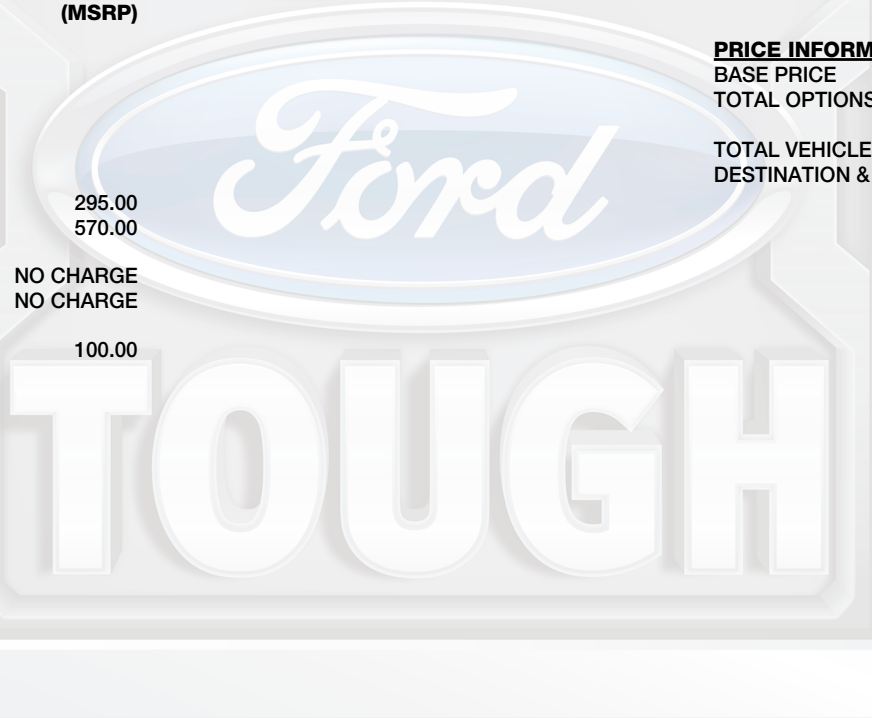 (MSRP)
PRICE INFORM
BASE PRICE
TOTAL OPTIONS
TOTAL VEHICLE
DESTINATION &
295.00
570.00
NO CHARGE
NO CHARGE
100.00
Ford
TOUGH